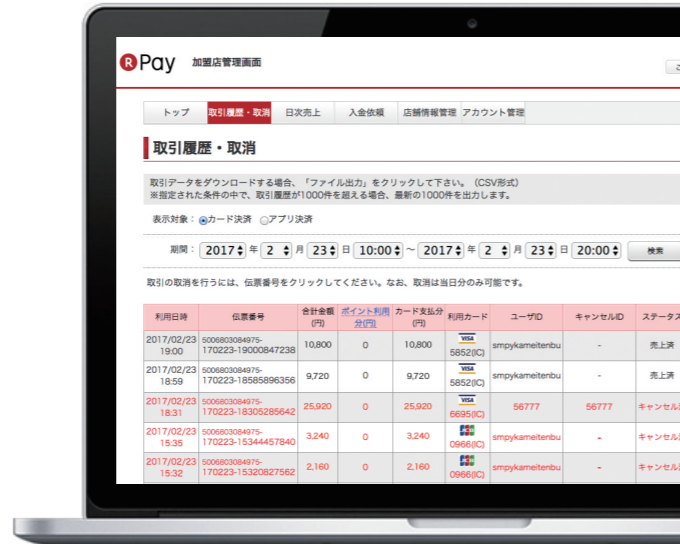 R Pay 加盟店管理画面
トップ 取引履歴・取消 日次売上 入金依頼 店舗情報管理 アカウント管理
取引履歴・取消
取引データをダウンロードする場合、「ファイル出力」をクリックして下さい。（CSV形式）
※指定された条件の中で、取引履歴が1000件を超える場合、最新の1000件を出力します。
表示対象： カード決済 アプリ決済
期間： 2017 年 2 月 23 日 10:00 ～ 2017 年 2 月 23 日 20:00 検索
取引の取消を行うには、伝票番号をクリックしてください。なお、取消は当日分のみ可能です。
利用日時 伝票番号 合計金額(円) ポイント利用分(円) カード支払分(円) 利用カード ユーザID キャンセルID ステータス
2017/02/23 5006803084975- VISA
19:00 170223-19000847238 10,800 0 10,800 5852(IC) smpykameitenbu - 売上済
2017/02/23 5006803084975- VISA
18:59 170223-18585896356 9,720 0 9,720 5852(IC) smpykameitenbu - 売上済
2017/02/23 5006803084975- VISA
18:31 170223-18305285642 25,920 0 25,920 6695(IC) 56777 56777 キャンセル
2017/02/23 5006803084975- JCB
15:35 170223-15344457840 3,240 0 3,240 0966(IC) smpykameitenbu - キャンセル
2017/02/23 5006803084975- JCB
15:32 170223-15320827562 2,160 0 2,160 0966(IC) smpykameitenbu - キャンセル